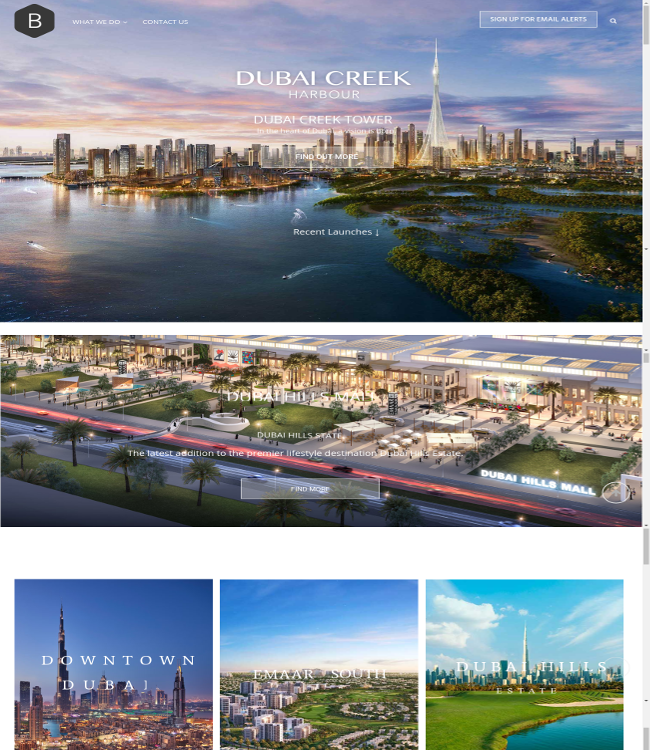 B
WHAT WE DO
CONTACT US
SIGN UP FOR EMAIL ALERTS
DUBAI CREEK
HARBOUR
DUBAI CREEK TOWER
In the heart of Dubai, a vision is
FIND OUT MORE
Recent Launches ↓
DUBAI HILLS MALL
DUBAI HILLS STATE
The latest addition to the premier lifestyle destination Dubai Hills Estate.
FIND MORE
DUBAI HILLS MALL
DOWNTOWN
DUBAI
EMAAR SOUTH
DUBAI HILLS
ESTATE